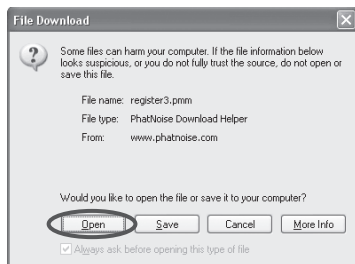 File Download
Some files can harm your computer. If the file information below
looks suspicious, or you do not fully trust the source, do not open or
save this file.
File name: register3.pmm
File type: PhatNoise Download Helper
From: www.phatnoise.com
Would you like to open the file or save it to your computer?
Open Save Cancel More Info
Always ask before opening this type of file